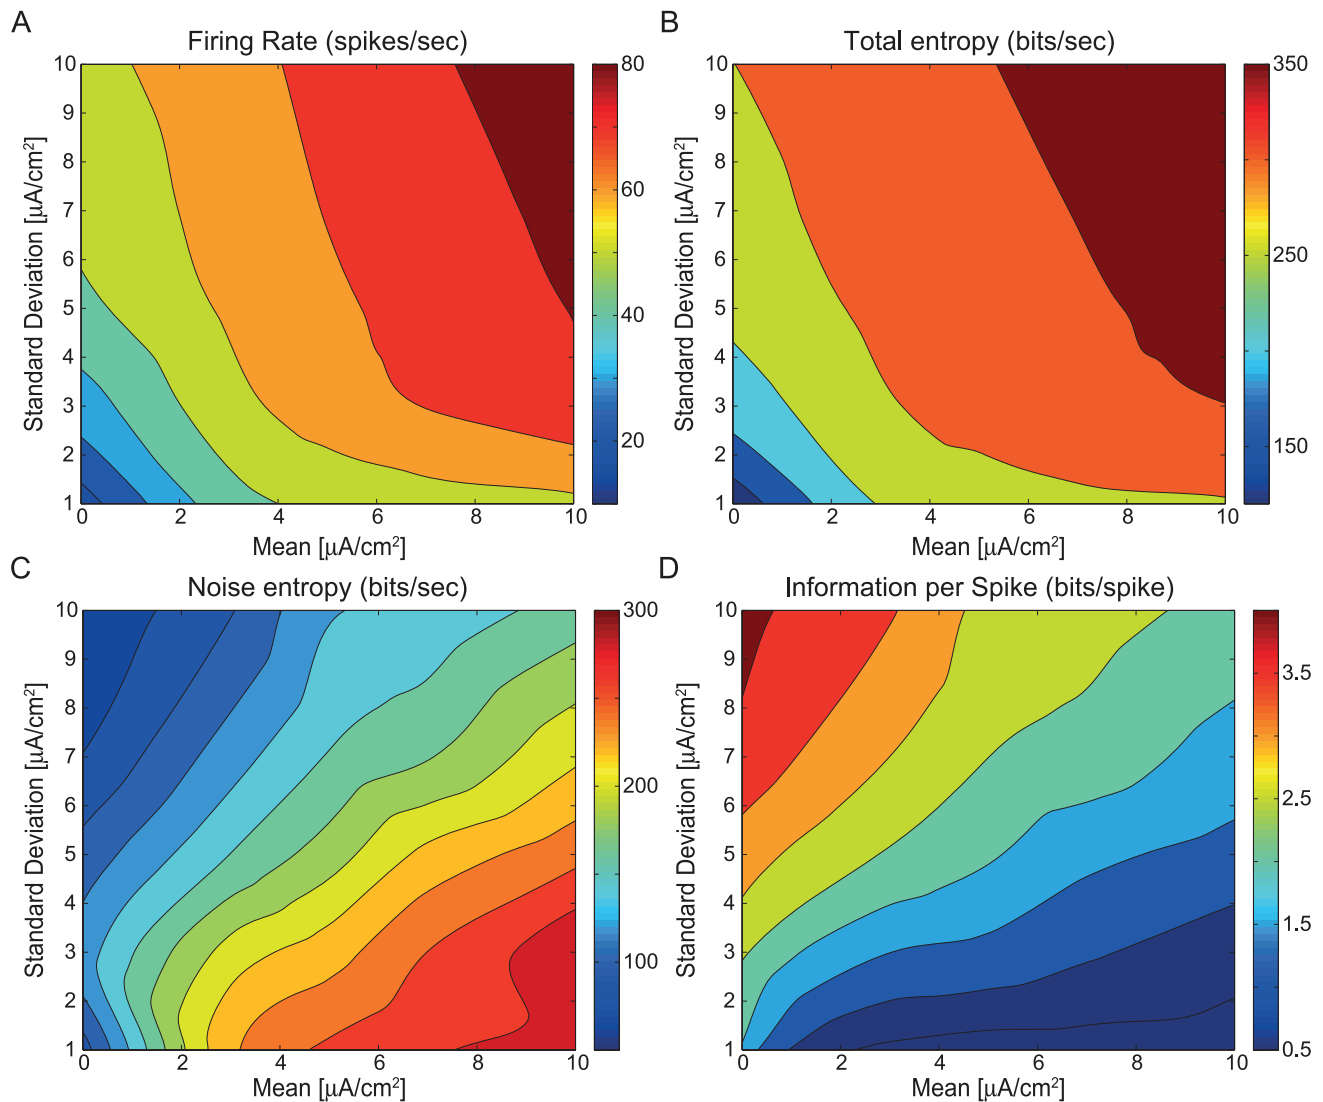 A
Firing Rate (spikes/sec)
10
9
8
7
6
5
4
3
2
1
0 2 4 6 8 10
Standard Deviation [μA/cm²]
Mean [μA/cm²]
80
60
40
20
B
Total entropy (bits/sec)
10
9
8
7
6
5
4
3
2
1
0 2 4 6 8 10
Standard Deviation [μA/cm²]
Mean [μA/cm²]
350
250
150
C
Noise entropy (bits/sec)
10
9
8
7
6
5
4
3
2
1
0 2 4 6 8 10
Standard Deviation [μA/cm²]
Mean [μA/cm²]
300
200
100
D
Information per Spike (bits/spike)
10
9
8
7
6
5
4
3
2
1
0 2 4 6 8 10
Standard Deviation [μA/cm²]
Mean [μA/cm²]
3.5
2.5
1.5
0.5